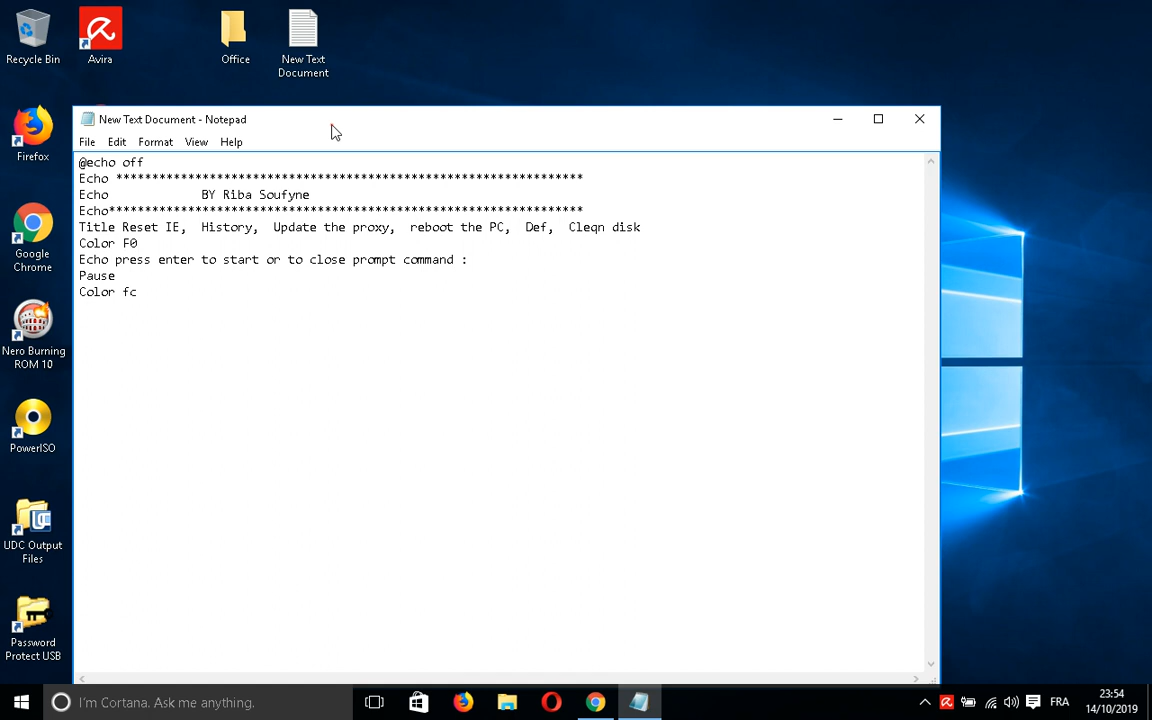 Recycle Bin
Avira
Office
New Text Document
New Text Document - Notepad
File Edit Format View Help
@echo off
Echo *****************************************************************
Echo             BY Riba Soufyne
Echo******************************************************************
Title Reset IE,  History,  Update the proxy,  reboot the PC,  Def,  Cleqn disk
Color F0
Echo press enter to start or to close prompt command :
Pause
Color fc
Firefox
Google Chrome
Nero Burning ROM 10
PowerISO
UDC Output Files
Password Protect USB
I'm Cortana. Ask me anything.
FRA
23:54
14/10/2019